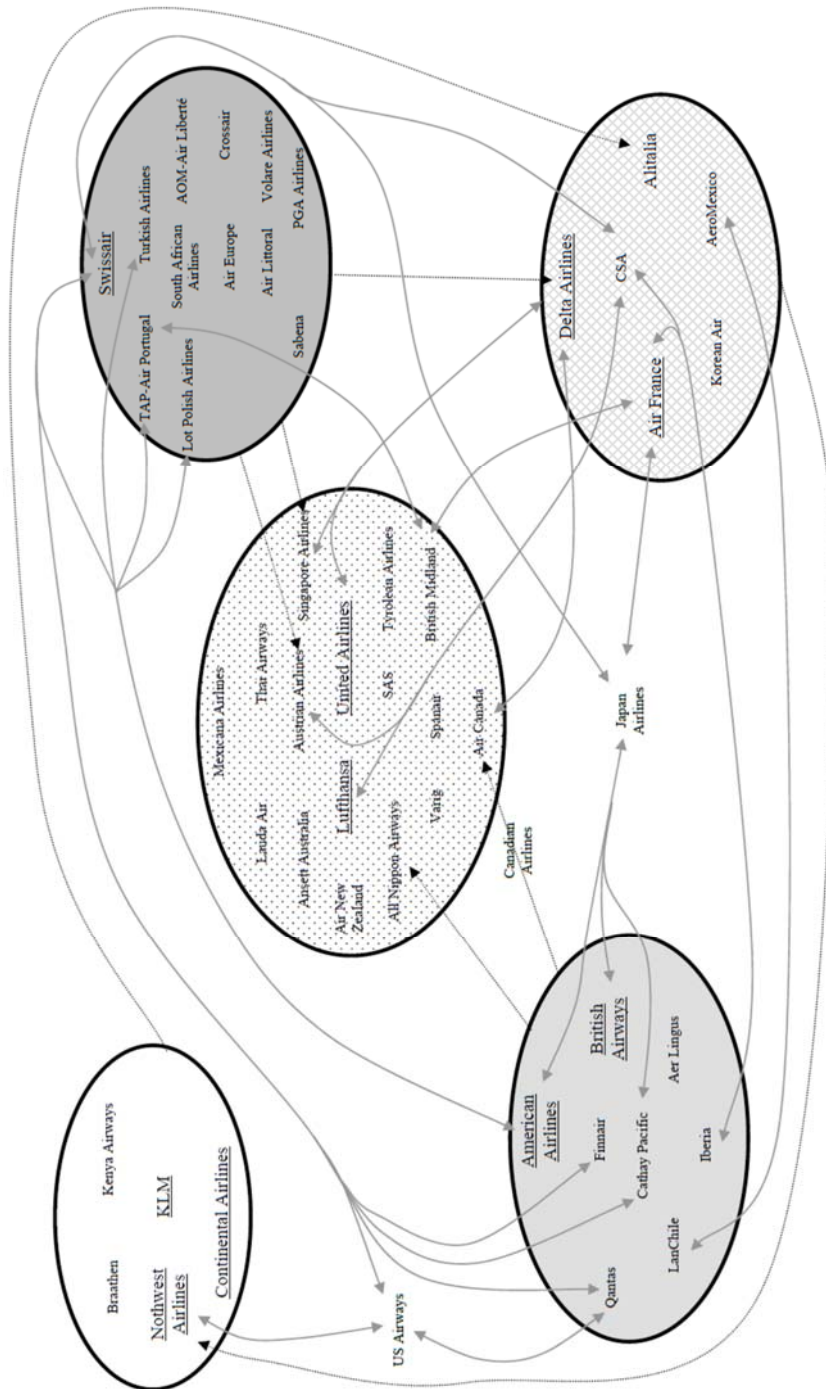 Braathen
Kenya Airways
Nothwest
Airlines
KLM
Continental Airlines
US Airways
Swissair
TAP-Air Portugal
Turkish Airlines
Lot Polish Airlines
South African
Airlines
AOM-Air Liberté
Air Europe
Crossair
Air Littoral
Volare Airlines
Sabena
PGA Airlines
Mexicana Airlines
Lauda Air
Thai Airways
Ansett Australia
Austrian Airlines
Singapore Airlines
Air New
Zealand
Lufthansa
United Airlines
All Nippon Airways
SAS
Tyrolean Airlines
Varig
Spanair
British Midland
Air Canada
Canadian
Airlines
American
Airlines
Qantas
Finnair
British
Airways
Cathay Pacific
Aer Lingus
LanChile
Iberia
Japan
Airlines
Delta Airlines
CSA
Alitalia
Air France
Korean Air
AeroMexico